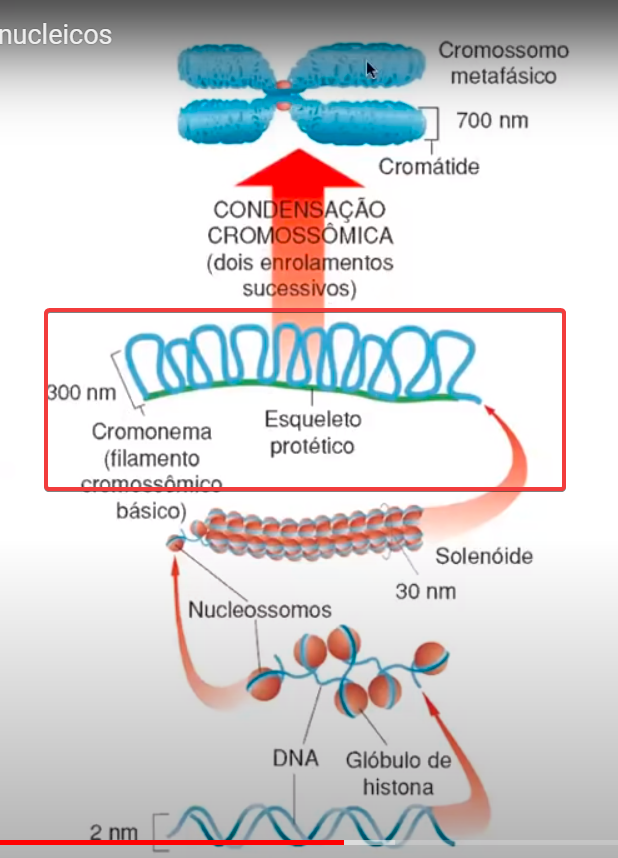 nucleicos
Cromossomo
metafásico
700 nm
Cromátide
CONDENSAÇÃO
CROMOSSÔMICA
(dois enrolamentos
sucessivos)
300 nm
Esqueleto
protético
Cromonema
(filamento
cromossômico
básico)
Solenóide
30 nm
Nucleossomos
DNA
Glóbulo de
histona
2 nm